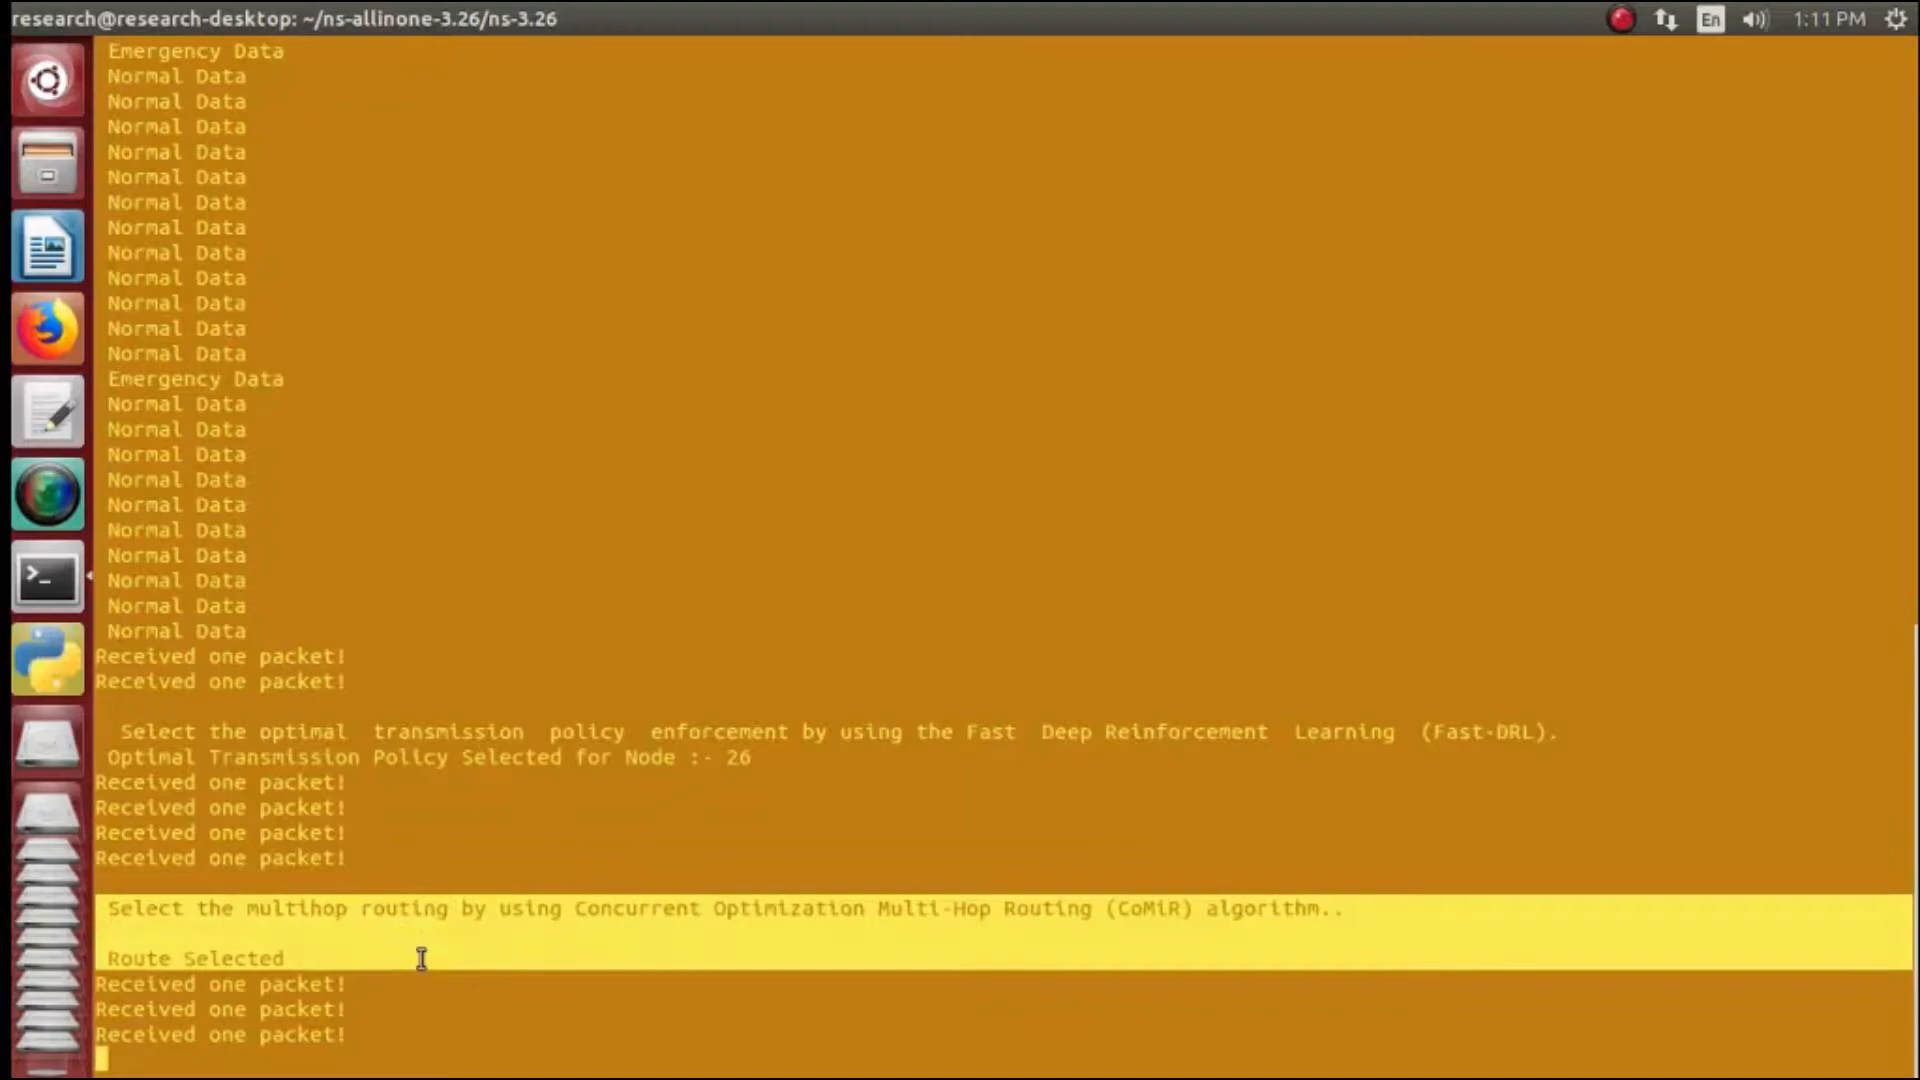 research@research-desktop: ~/ns-allinone-3.26/ns-3.26
En
1:11 PM
Emergency Data
Normal Data
Normal Data
Normal Data
Normal Data
Normal Data
Normal Data
Normal Data
Normal Data
Normal Data
Normal Data
Normal Data
Normal Data
Emergency Data
Normal Data
Normal Data
Normal Data
Normal Data
Normal Data
Normal Data
Normal Data
Normal Data
Normal Data
Normal Data
Received one packet!
Received one packet!
Select the optimal transmission policy enforcement by using the Fast Deep Reinforcement Learning (Fast-DRL).
Optimal Transmission Policy Selected for Node :- 26
Received one packet!
Received one packet!
Received one packet!
Received one packet!
Select the multihop routing by using Concurrent Optimization Multi-Hop Routing (CoMiR) algorithm..
Route Selected
Received one packet!
Received one packet!
Received one packet!